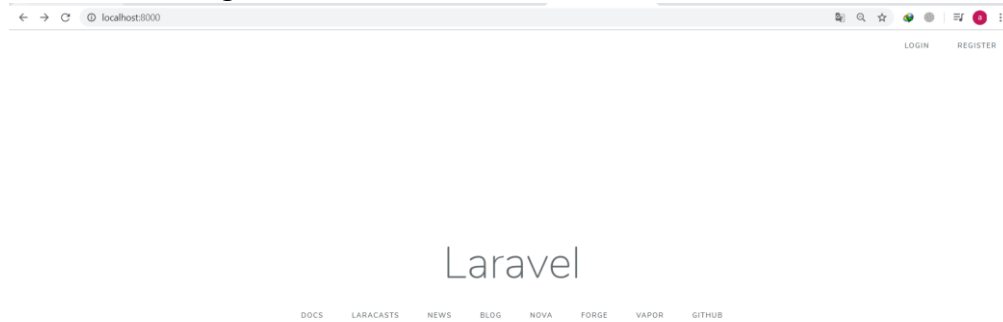 localhost:8000
LOGIN REGISTER
Laravel
DOCS LARACASTS NEWS BLOG NOVA FORGE VAPOR GITHUB